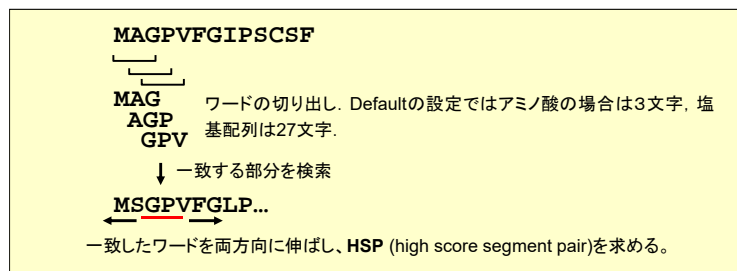 MAGPVFGIPSCSF
MAG
AGP
GPV
ワードの切り出し．Defaultの設定ではアミノ酸の場合は３文字，塩
基配列は27文字．
一致する部分を検索
MSGPVFGLP…
一致したワードを両方向に伸ばし、HSP (high score segment pair)を求める。